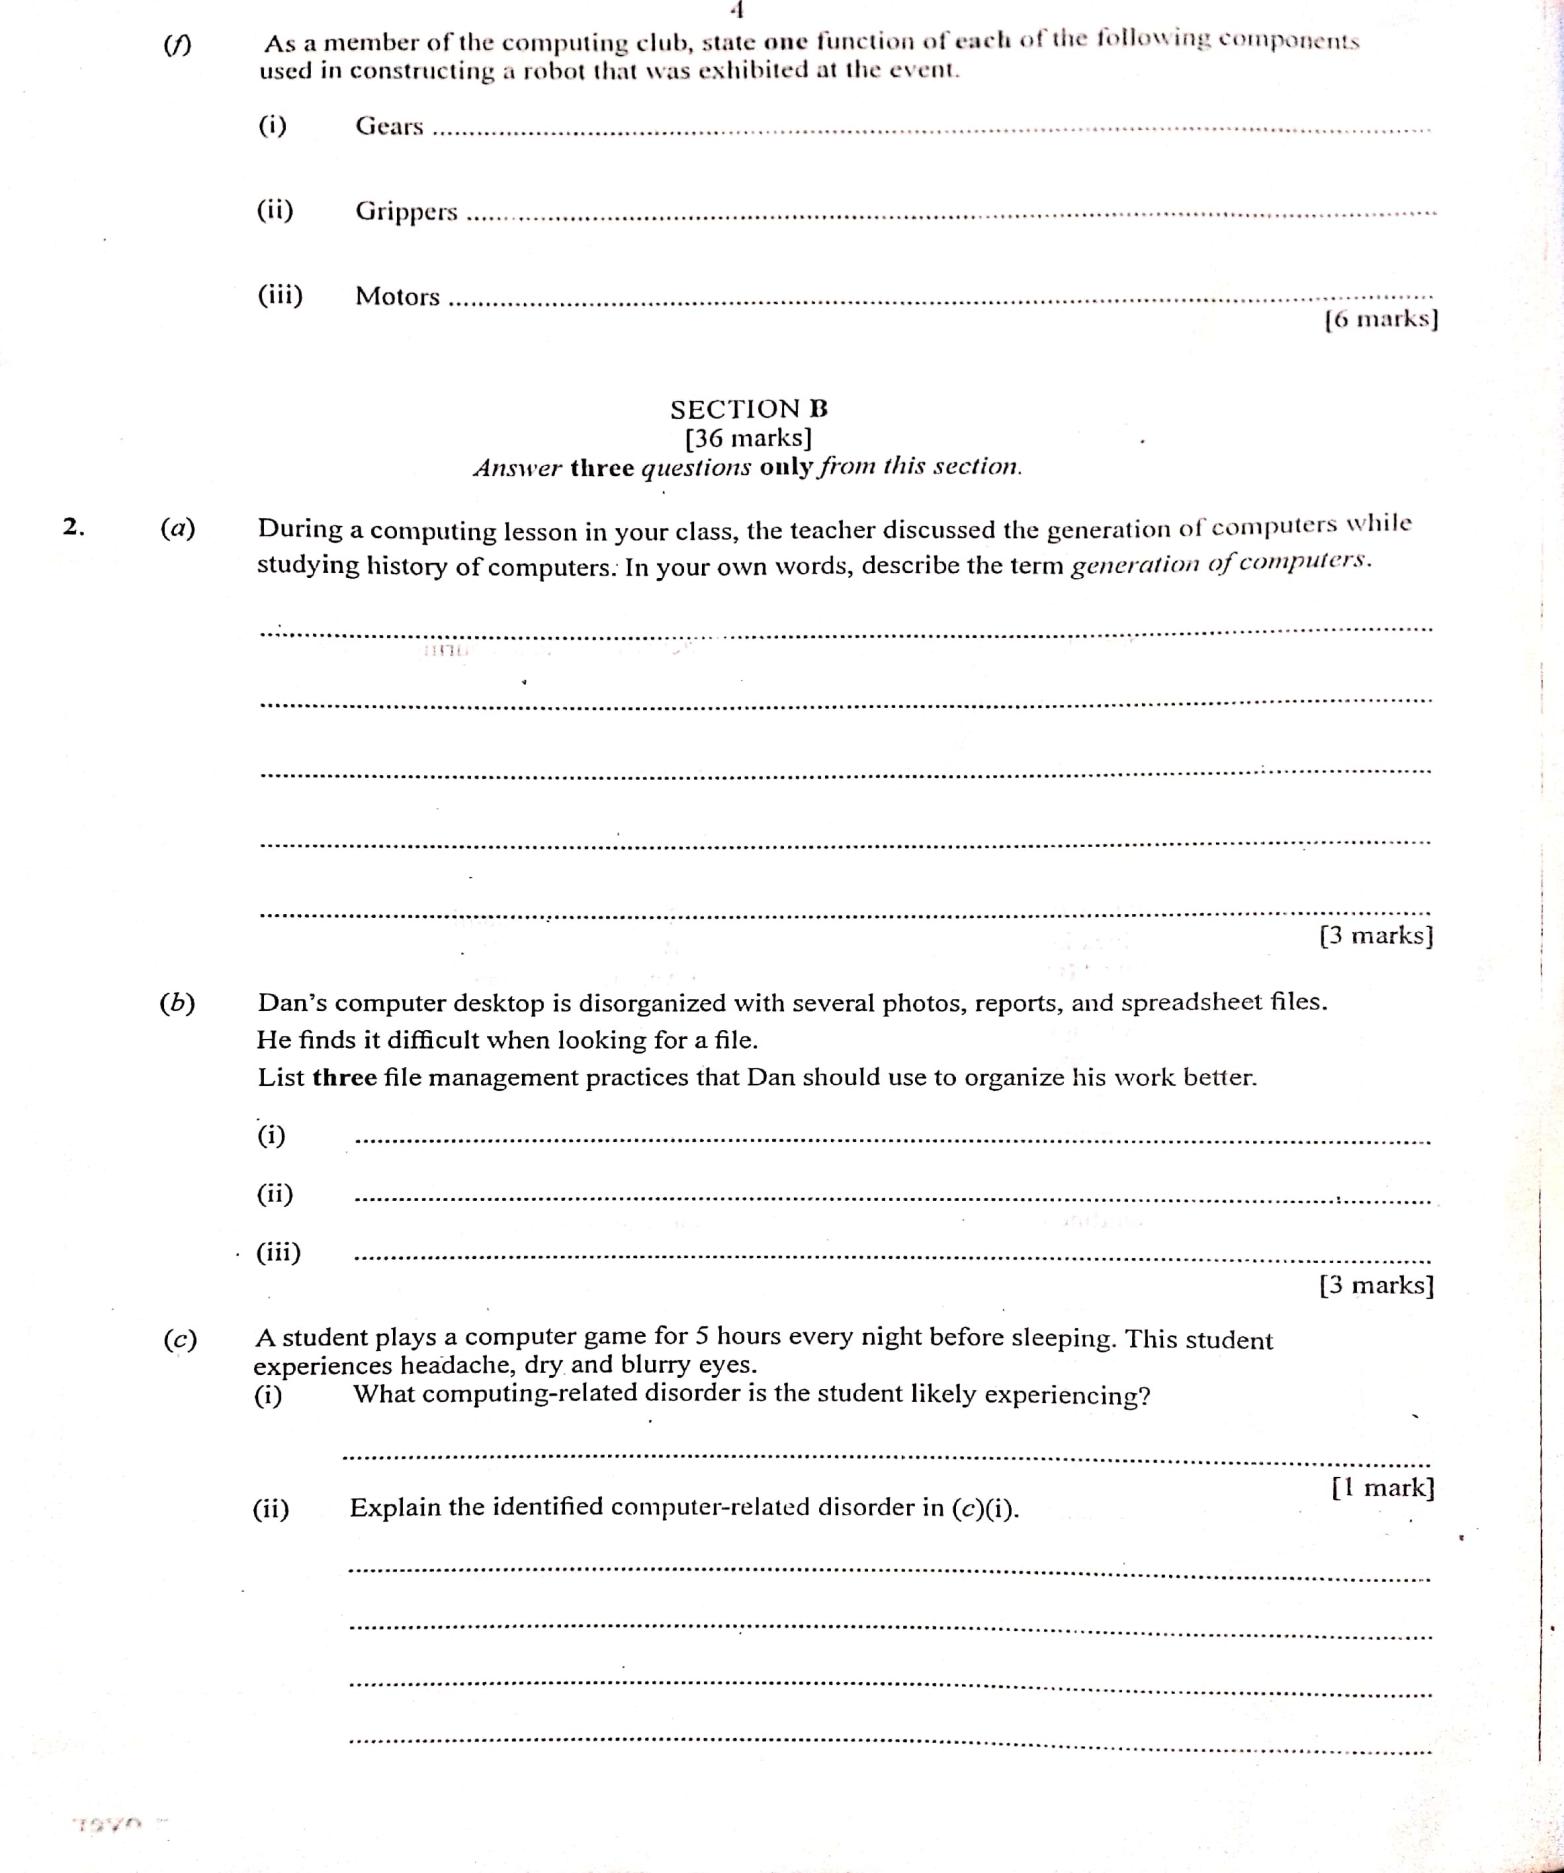 4
(f) As a member of the computing club, state one function of each of the following components
used in constructing a robot that was exhibited at the event.
(i) Gears ................................................
(ii) Grippers ................................................
(iii) Motors ................................................
[6 marks]
SECTION B
[36 marks]
Answer three questions only from this section.
2. (a) During a computing lesson in your class, the teacher discussed the generation of computers while
studying history of computers. In your own words, describe the term generation of computers.
[3 marks]
(b) Dan's computer desktop is disorganized with several photos, reports, and spreadsheet files.
He finds it difficult when looking for a file.
List three file management practices that Dan should use to organize his work better.
(i) ................................................
(ii) ................................................
(iii) ................................................
[3 marks]
(c) A student plays a computer game for 5 hours every night before sleeping. This student
experiences headache, dry and blurry eyes.
(i) What computing-related disorder is the student likely experiencing?
[1 mark]
(ii) Explain the identified computer-related disorder in (c)(i).